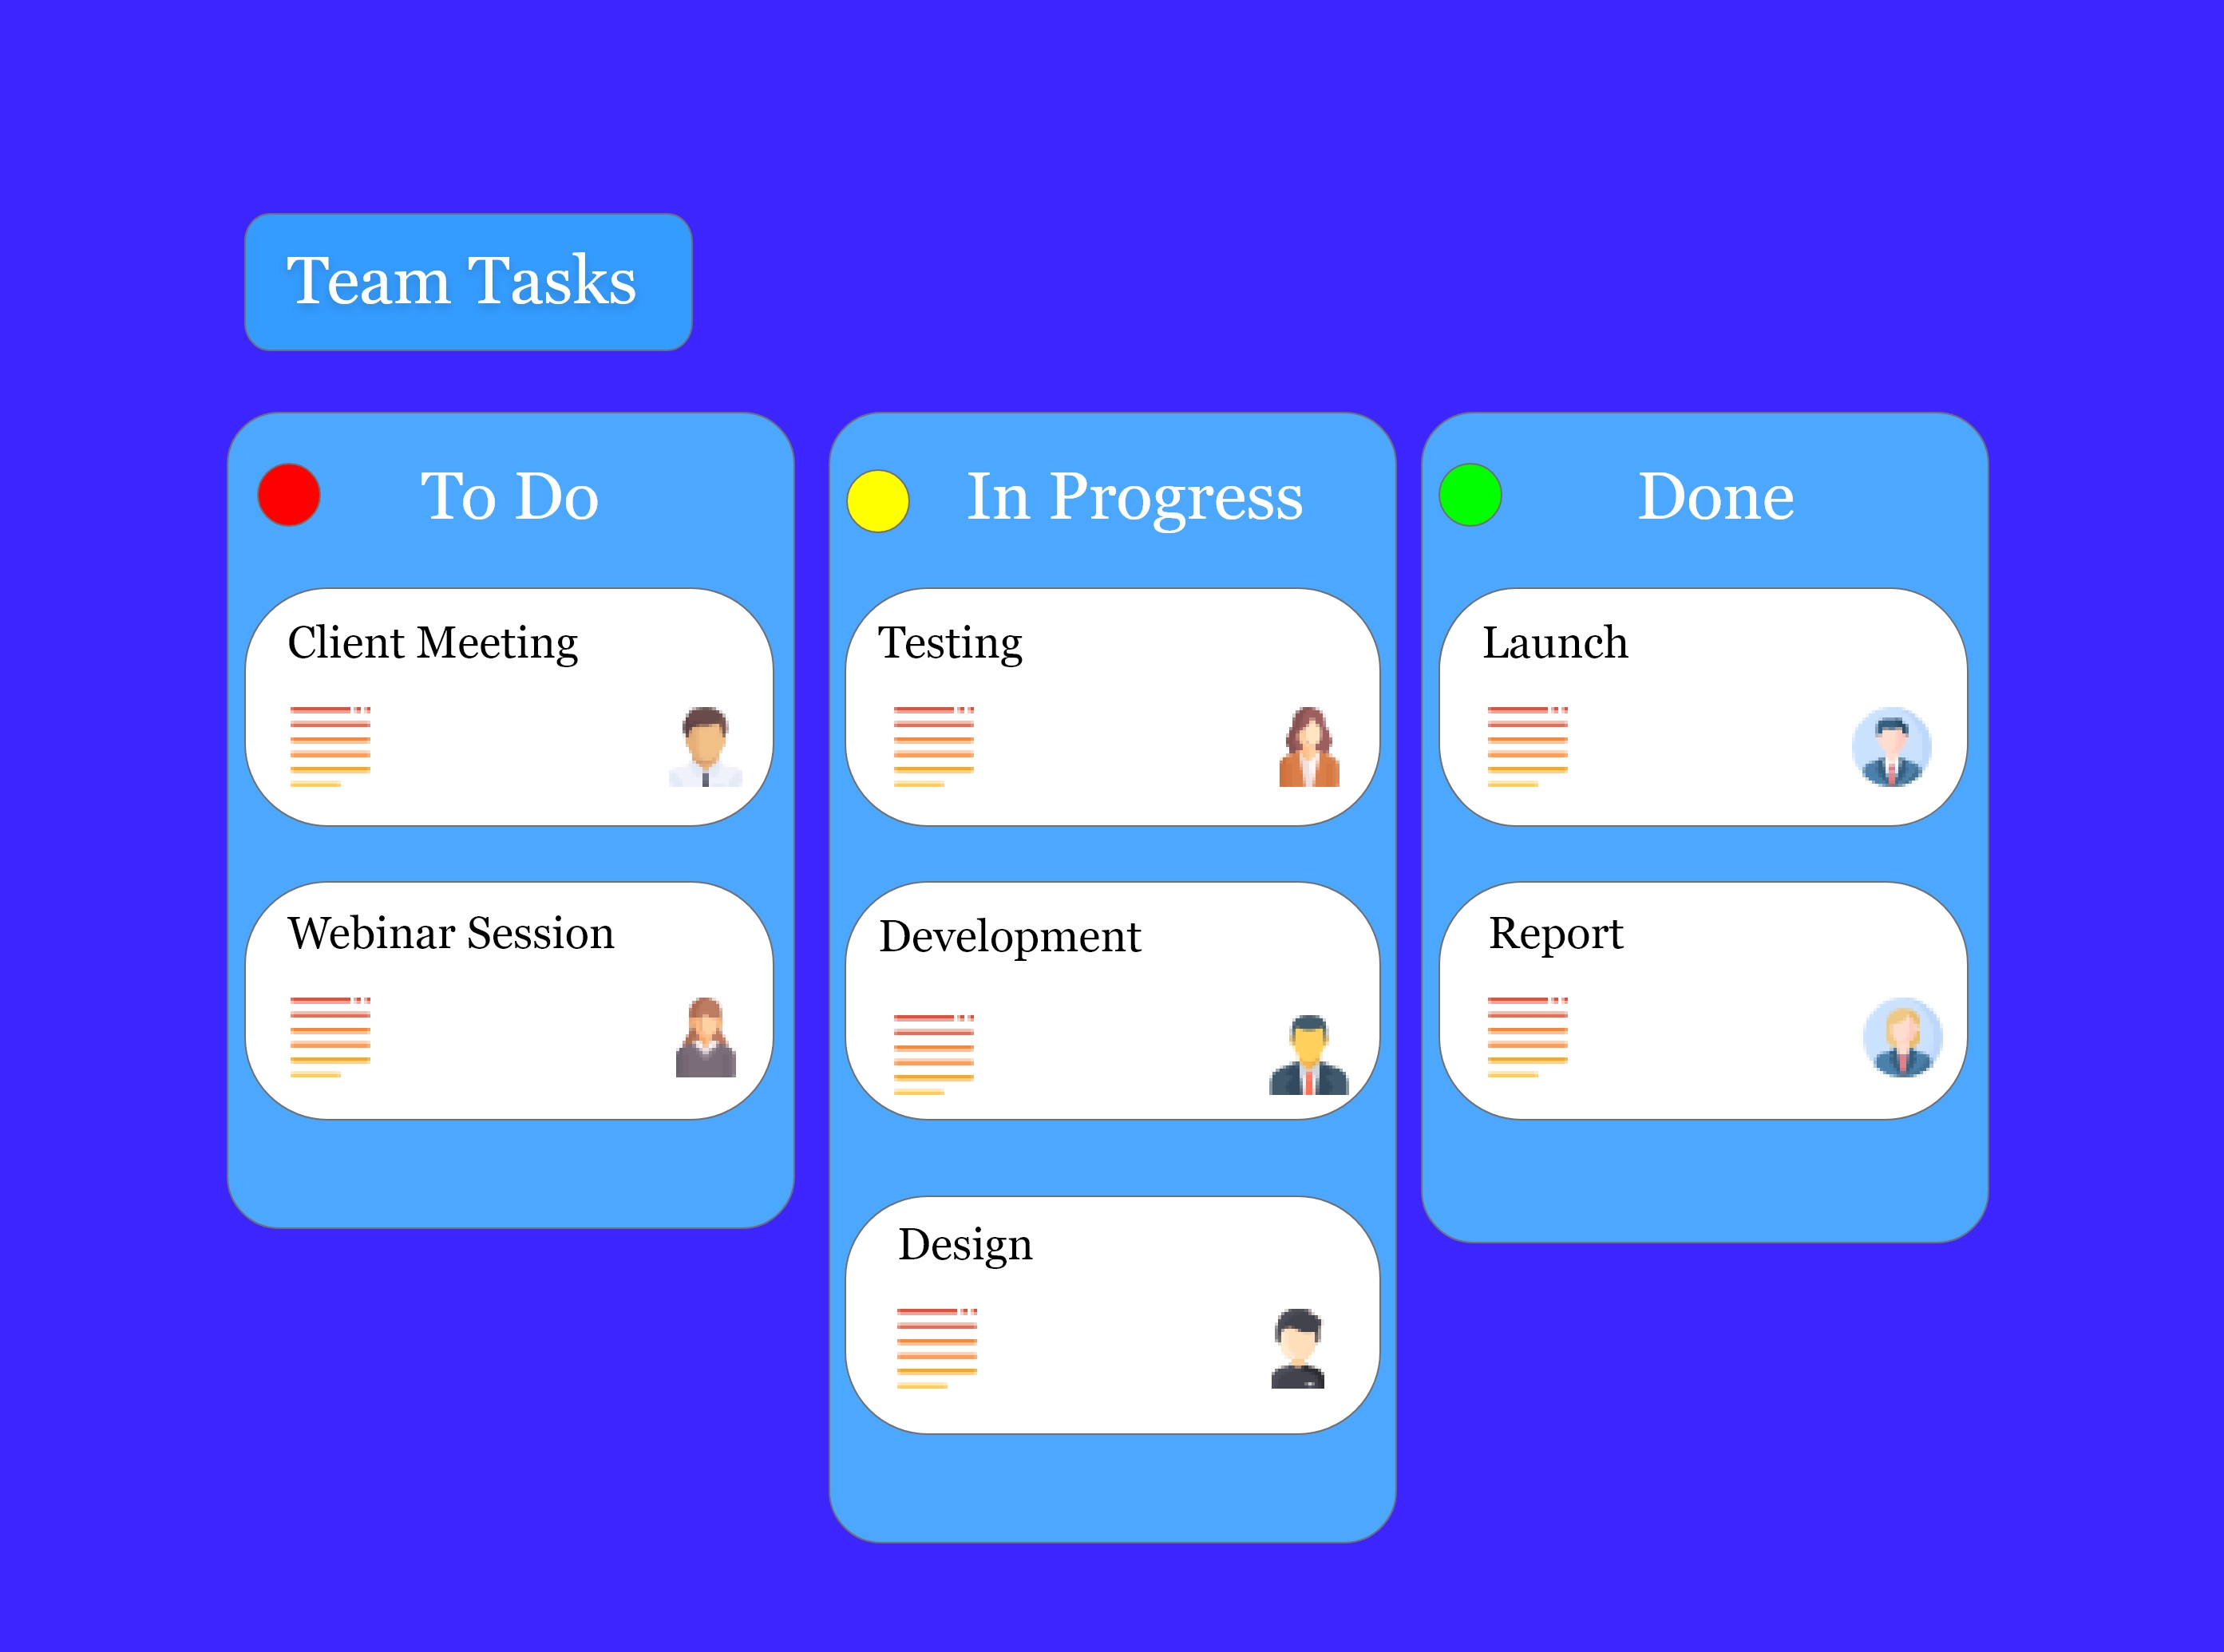 Team Tasks
To Do
Client Meeting
Webinar Session
In Progress
Testing
Development
Design
Done
Launch
Report